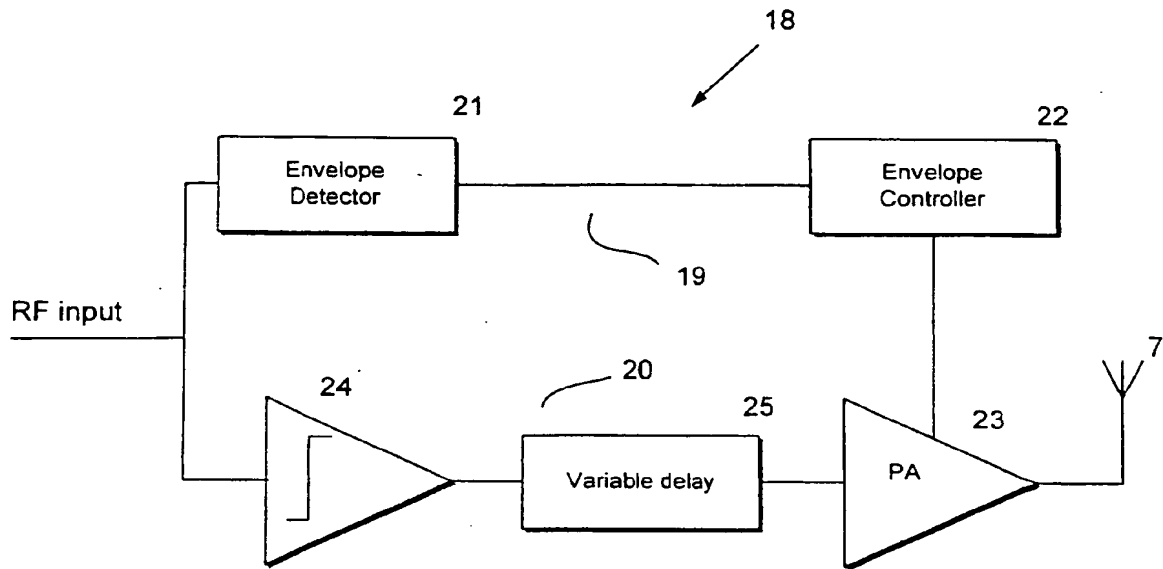 18
21
22
Envelope
Detector
Envelope
Controller
19
RF input
7
24
20
25
23
Variable delay
PA